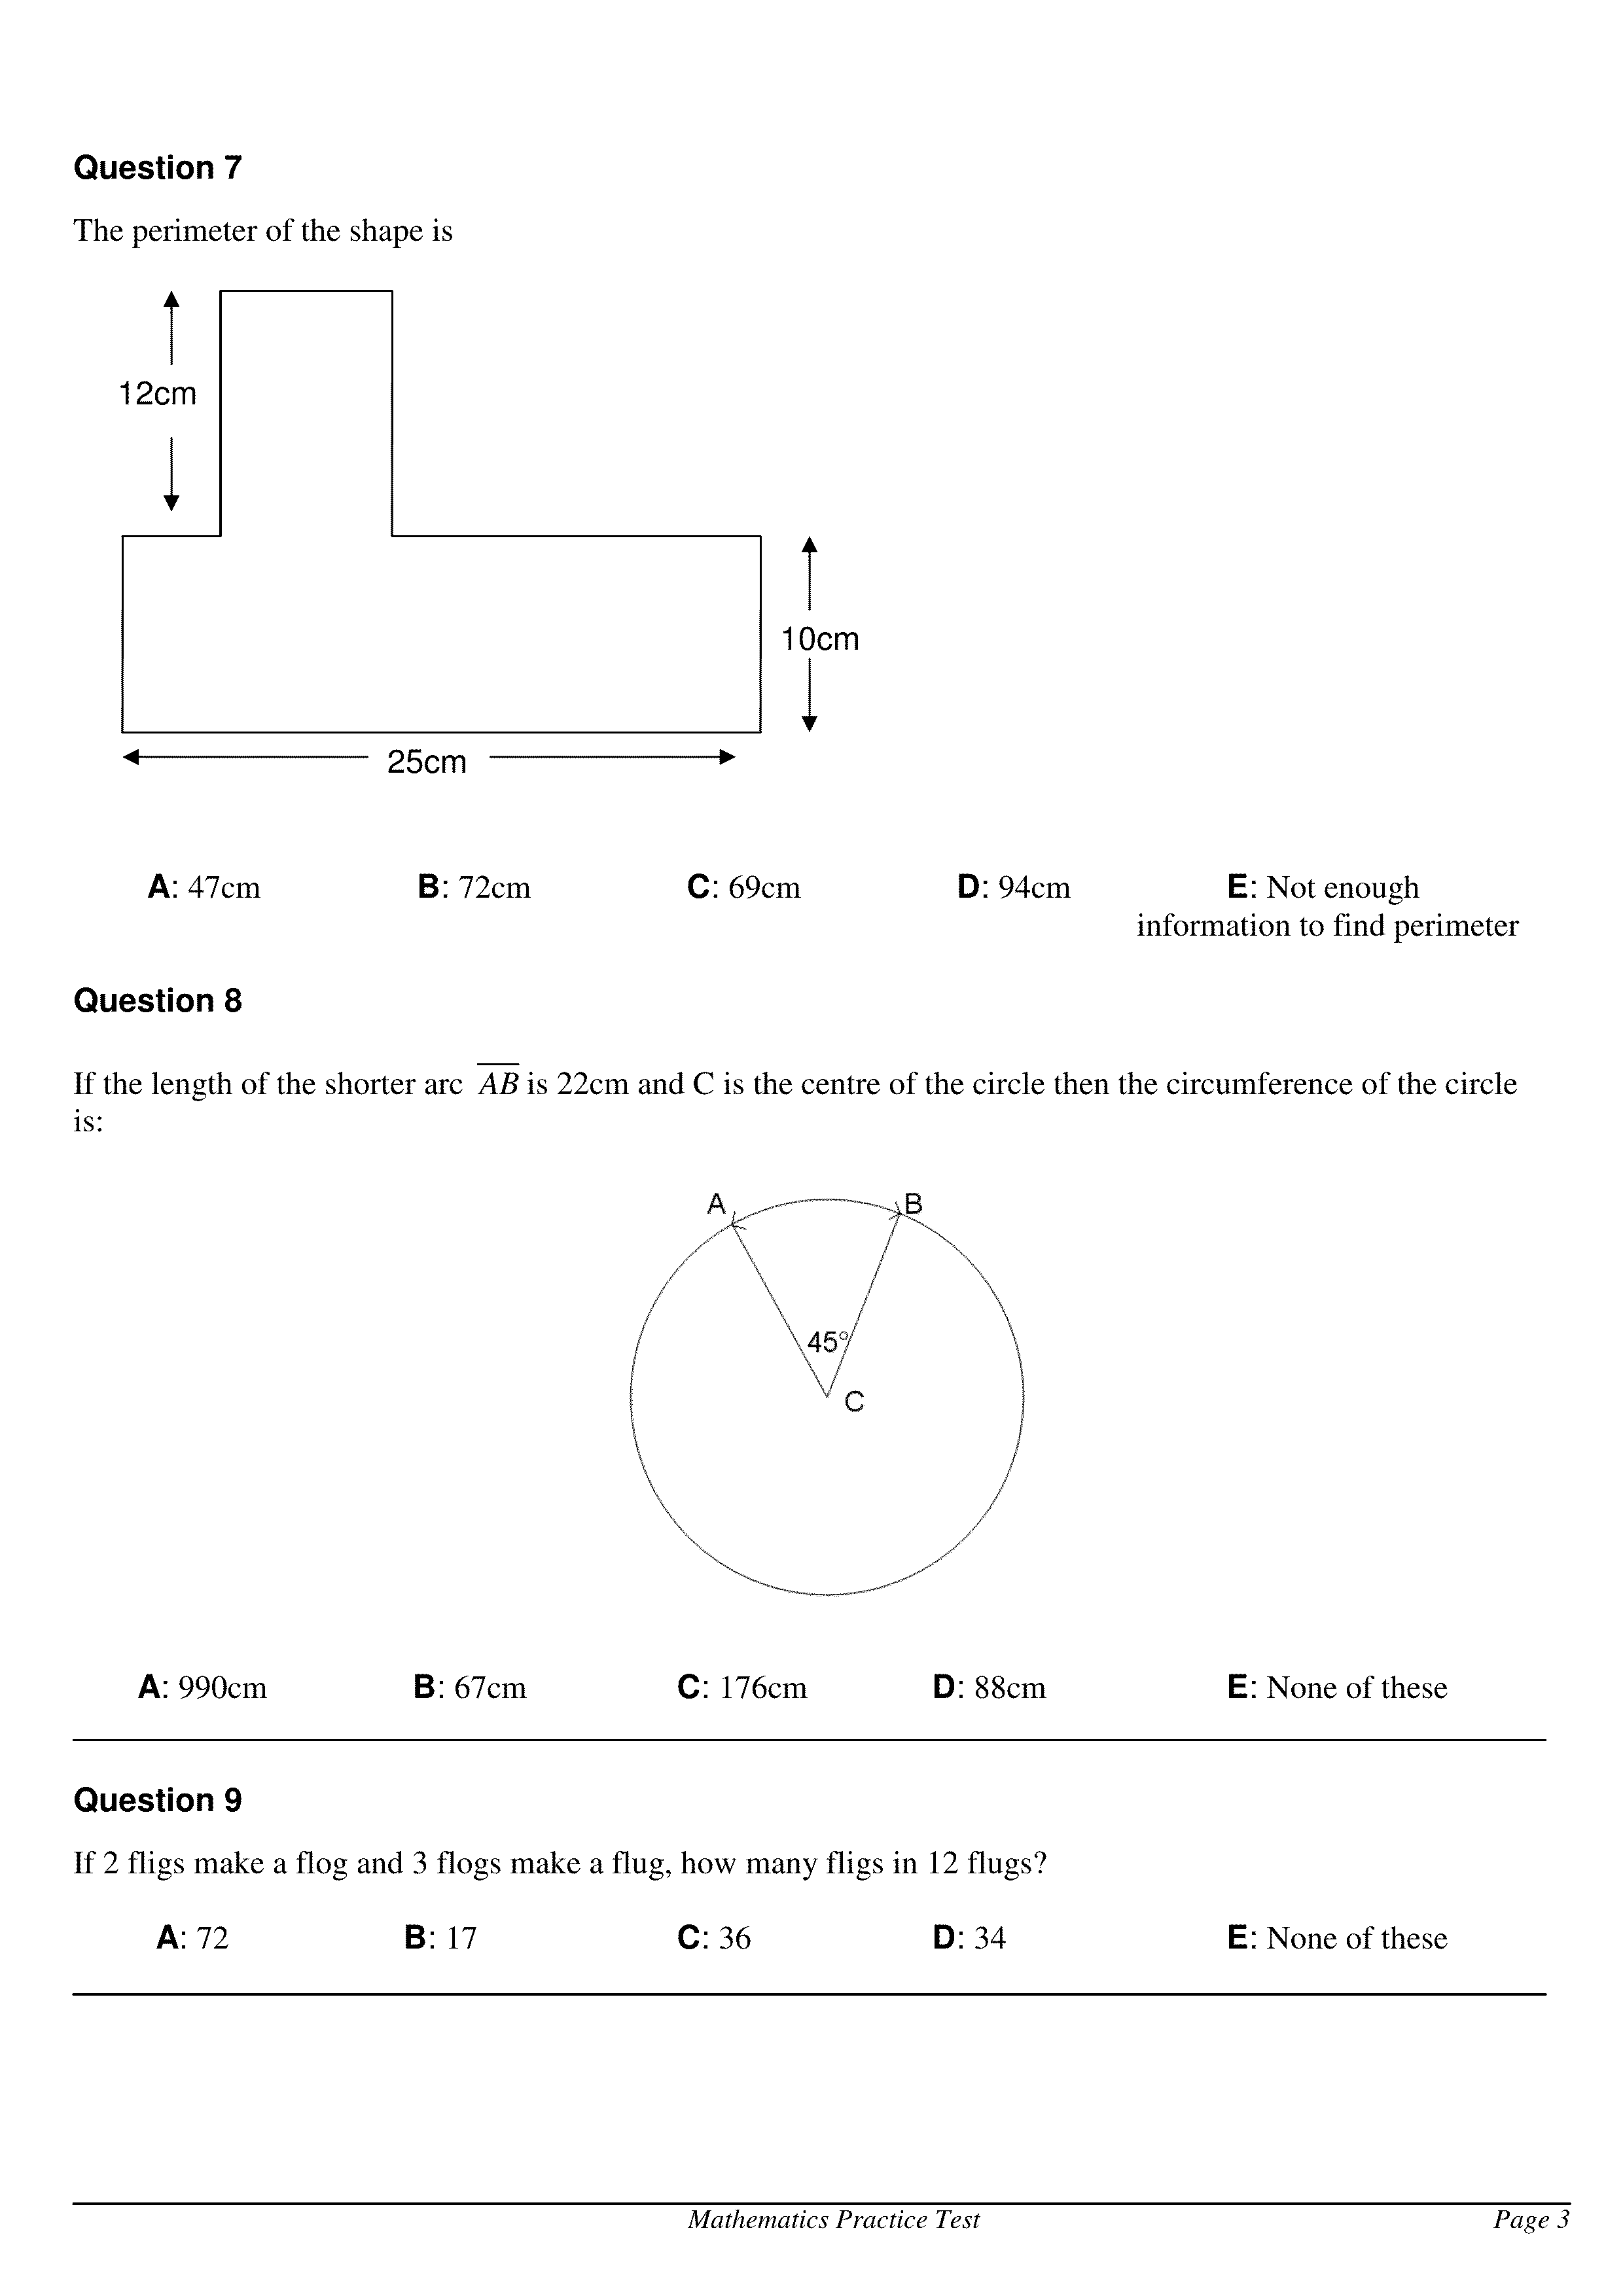 Question 7
The perimeter of the shape is
12cm
10cm
25cm
A: 47cm B: 72cm C: 69cm D: 94cm E: Not enough
information to find perimeter
Question 8
If the length of the shorter arc AB is 22cm and C is the centre of the circle then the circumference of the circle
is:
A B
45°
C
A: 990cm B: 67cm C: 176cm D: 88cm E: None of these
Question 9
If 2 fligs make a flog and 3 flogs make a flug, how many fligs in 12 flugs?
A: 72 B: 17 C: 36 D: 34 E: None of these
Mathematics Practice Test Page 3